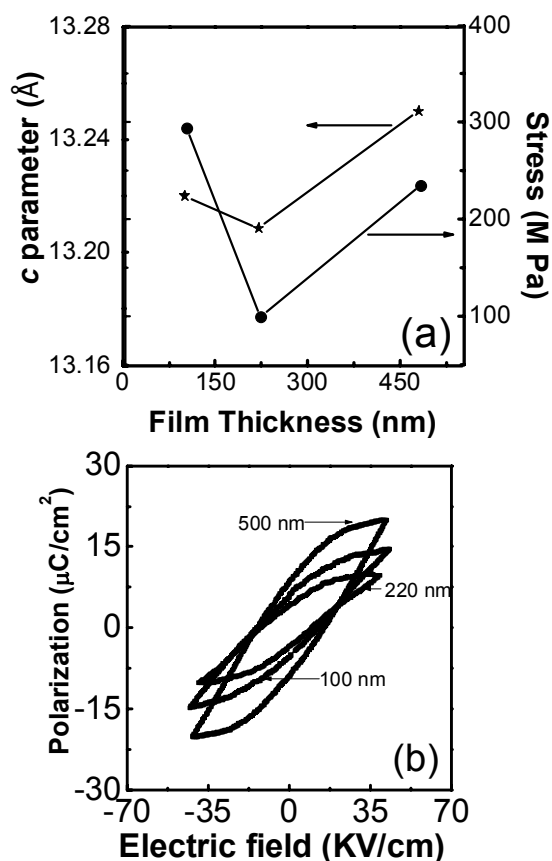 13.28
13.24
13.20
13.16
c parameter (Å)
400
300
200
100
Stress (M Pa)
(a)
0
150
300
450
Film Thickness (nm)
30
15
0
-15
-30
Polarization (μC/cm²)
500 nm
220 nm
100 nm
(b)
-70
-35
0
35
70
Electric field (KV/cm)